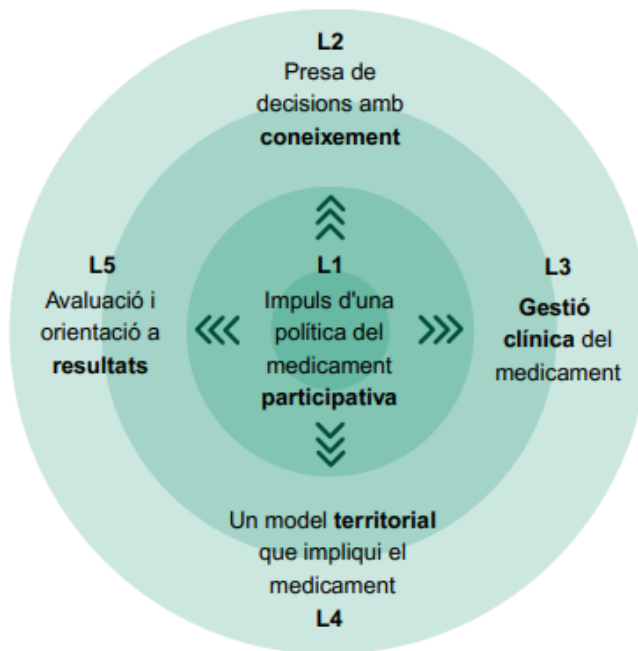 L2
Presa de
decisions amb
coneixement
L5
Avaluació i
orientació a
resultats
L1
Impuls d'una
política del
medicament
participativa
L3
Gestió
clínica del
medicament
Un model territorial
que impliqui el
medicament
L4